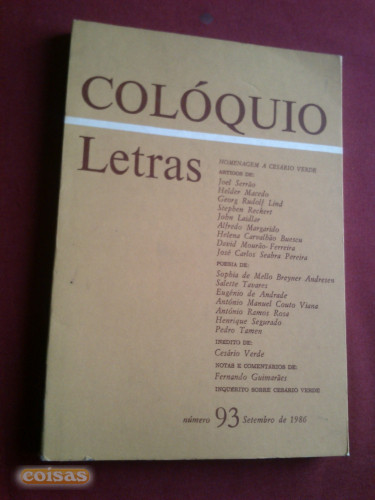 COLÓQUIO
Letras
HOMENAGEM A CESÁRIO VERDE
ARTIGOS DE:
Joel Serrão
Helder Macedo
Georg Rudolf Lind
Stephen Reckert
John Laidlar
Alfredo Margarido
Helena Carvalhão Buescu
David Mourão-Ferreira
José Carlos Seabra Pereira
POESIA DE:
Sophia de Mello Breyner Andresen
Salette Tavares
Eugénio de Andrade
António Manuel Couto Viana
António Ramos Rosa
Henrique Segurado
Pedro Tamen
INÉDITO DE:
Cesário Verde
NOTAS E COMENTÁRIOS DE:
Fernando Guimarães
INQUÉRITO SOBRE CESÁRIO VERDE
número 93 Setembro de 1986
coisas